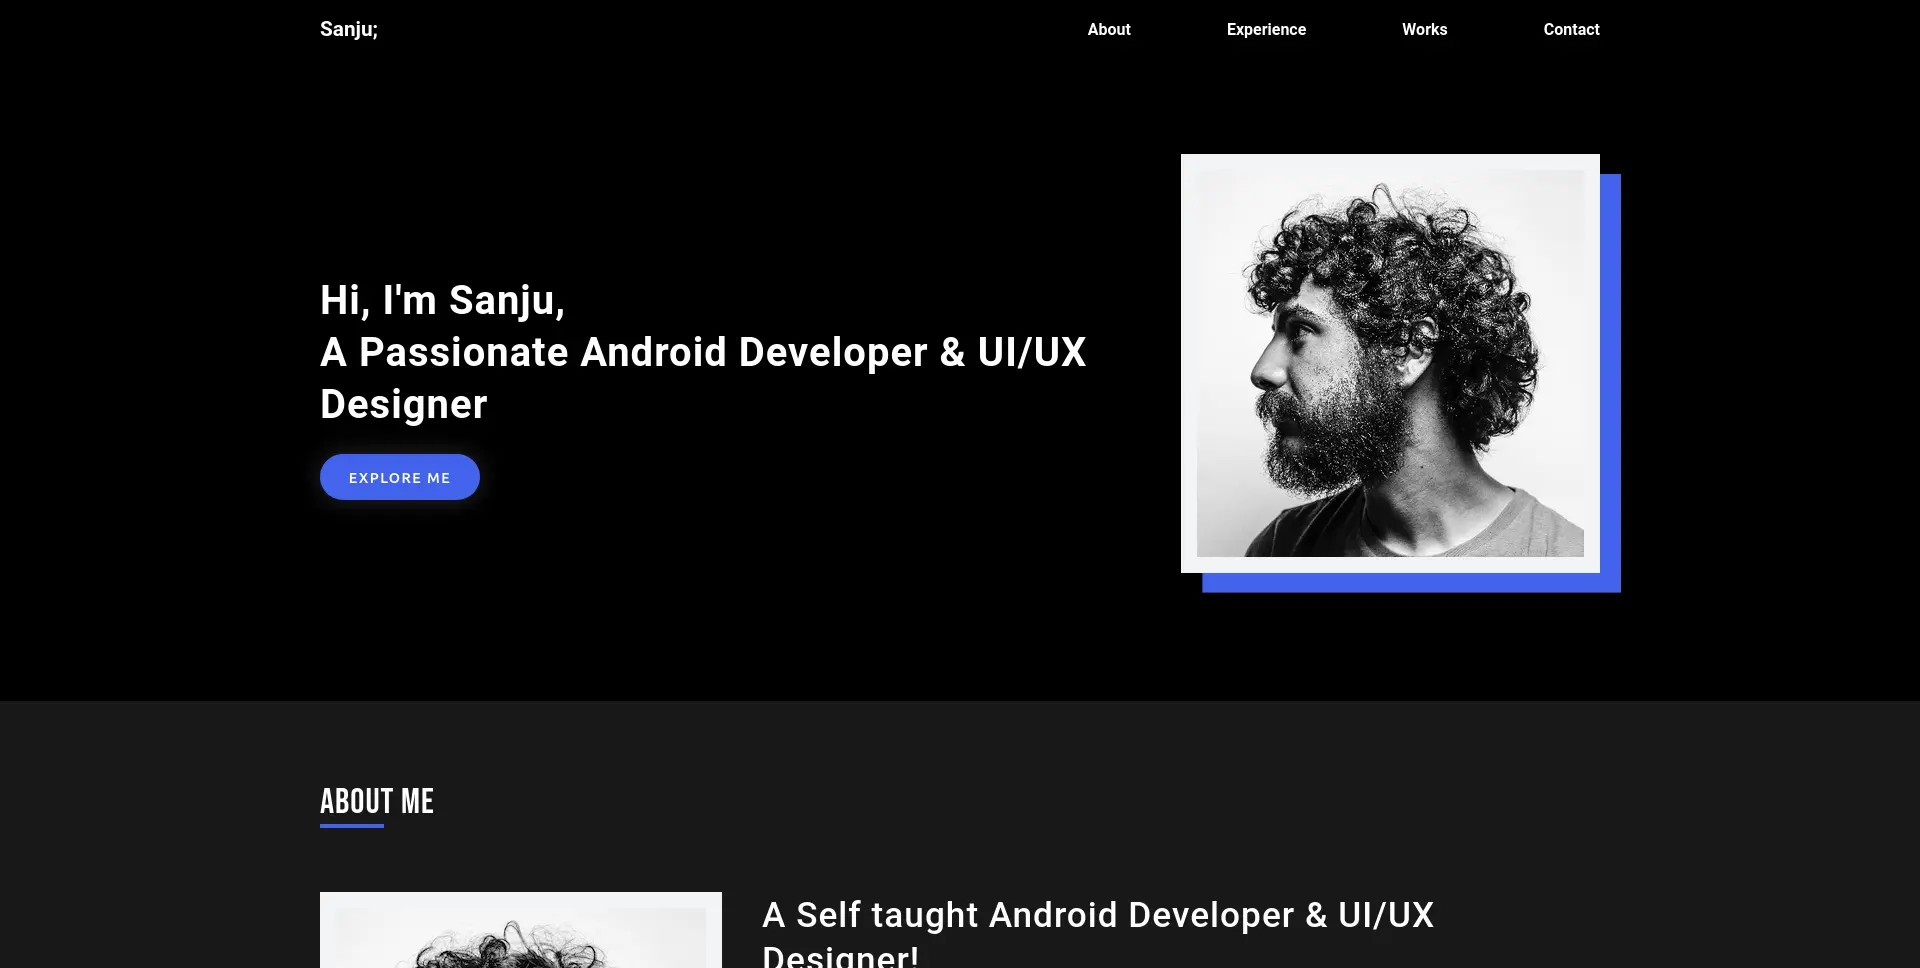 Sanju;
About
Experience
Works
Contact
Hi, I'm Sanju,
A Passionate Android Developer & UI/UX
Designer
EXPLORE ME
ABOUT ME
A Self taught Android Developer & UI/UX
Designer!